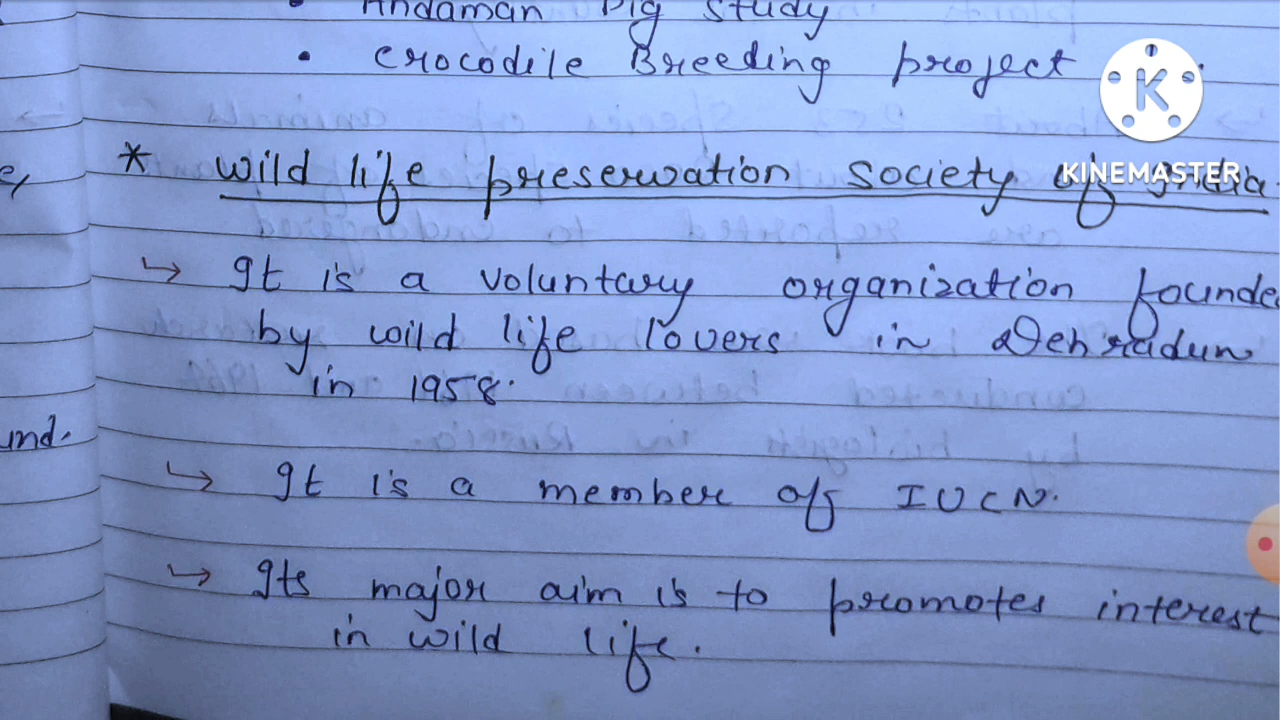 Andaman Pig Study
• Crocodile Breeding project
* Wild life preservation society of India
↳ It is a voluntary organization founde
by wild life lovers in Dehradun
in 1958.
↳ It is a member of IUCN.
↳ Its major aim is to promotes interest
in wild life.
und.
K
KINEMASTER